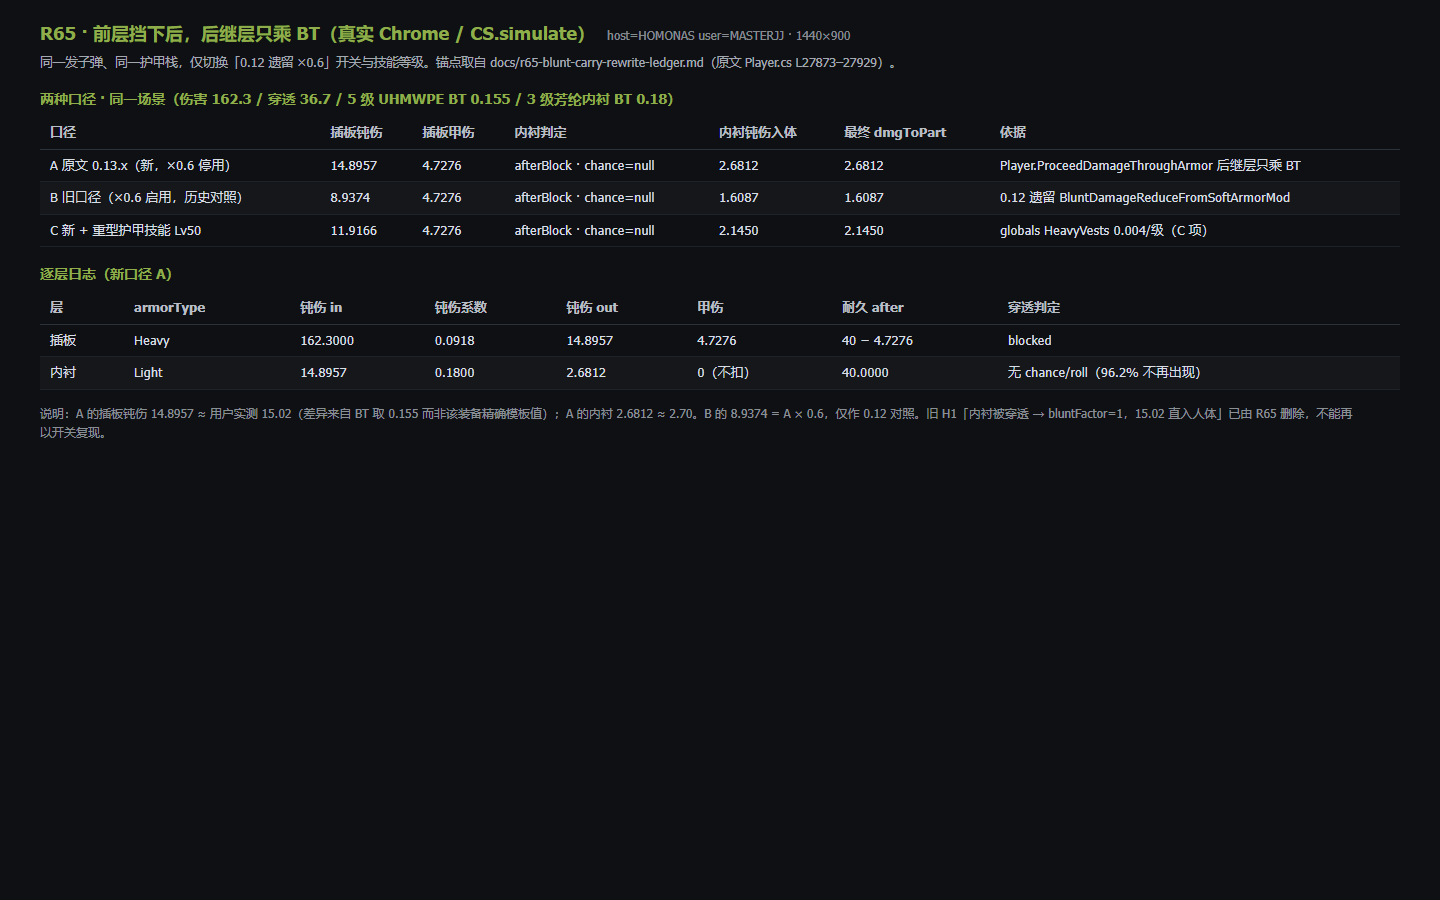 R65 · 前层挡下后，后继层只乘 BT（真实 Chrome / CS.simulate） host=HOMONAS user=MASTERJJ · 1440×900
同一发子弹、同一护甲栈，仅切换「0.12 遗留 ×0.6」开关与技能等级。锚点取自 docs/r65-blunt-carry-rewrite-ledger.md（原文 Player.cs L27873–27929）。
两种口径 · 同一场景（伤害 162.3 / 穿透 36.7 / 5 级 UHMWPE BT 0.155 / 3 级芳纶内衬 BT 0.18）
口径 插板钝伤 插板甲伤 内衬判定 内衬钝伤入体 最终 dmgToPart 依据
A 原文 0.13.x（新，×0.6 停用） 14.8957 4.7276 afterBlock · chance=null 2.6812 2.6812 Player.ProceedDamageThroughArmor 后继层只乘 BT
B 旧口径（×0.6 启用，历史对照） 8.9374 4.7276 afterBlock · chance=null 1.6087 1.6087 0.12 遗留 BluntDamageReduceFromSoftArmorMod
C 新 + 重型护甲技能 Lv50 11.9166 4.7276 afterBlock · chance=null 2.1450 2.1450 globals HeavyVests 0.004/级（C 项）
逐层日志（新口径 A）
层 armorType 钝伤 in 钝伤系数 钝伤 out 甲伤 耐久 after 穿透判定
插板 Heavy 162.3000 0.0918 14.8957 4.7276 40 − 4.7276 blocked
内衬 Light 14.8957 0.1800 2.6812 0（不扣） 40.0000 无 chance/roll（96.2% 不再出现）
说明：A 的插板钝伤 14.8957 ≈ 用户实测 15.02（差异来自 BT 取 0.155 而非该装备精确模板值）；A 的内衬 2.6812 ≈ 2.70。B 的 8.9374 = A × 0.6，仅作 0.12 对照。旧 H1「内衬被穿透 → bluntFactor=1，15.02 直入人体」已由 R65 删除，不能再
以开关复现。